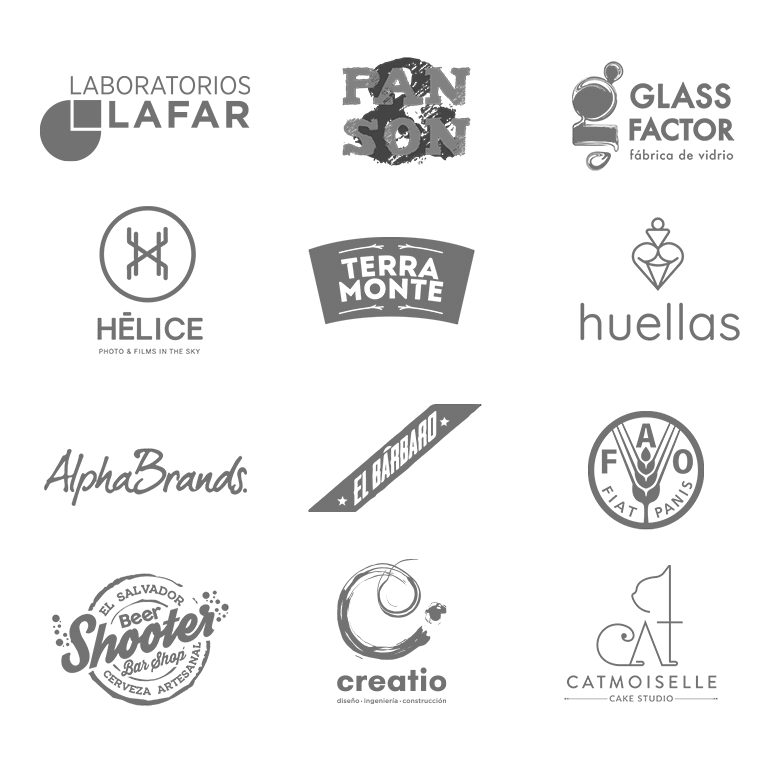 LABORATORIOS
LAFAR
PAN
SON
GLASS
FACTOR
fábrica de vidrio
HĒLICE
PHOTO & FILMS IN THE SKY
TERRA
MONTE
huellas
AlphaBrands.
EL BÁRBARO
FAO
FIAT PANIS
EL SALVADOR
Beer
Shooter
Bar Shop
CERVEZA ARTESANAL
creatio
diseño · ingeniería · construcción
CAT
CATMOISELLE
CAKE STUDIO